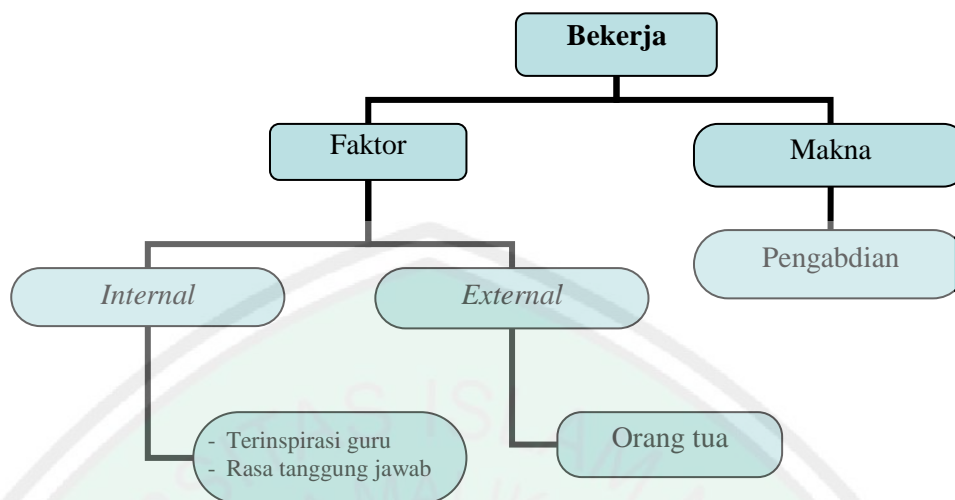 Bekerja
Faktor
Makna
Pengabdian
Internal
External
- Terinspirasi guru
- Rasa tanggung jawab
Orang tua